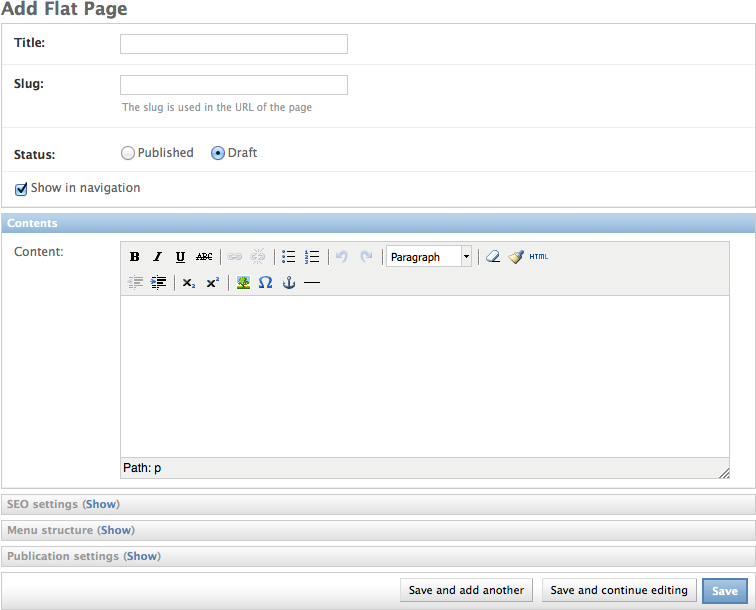 Add Flat Page
Title:
Slug:
The slug is used in the URL of the page
Status: Published Draft
Show in navigation
Contents
Content:
B I U ABC Paragraph HTML
x₂ x² Ω
Path: p
SEO settings (Show)
Menu structure (Show)
Publication settings (Show)
Save and add another Save and continue editing Save